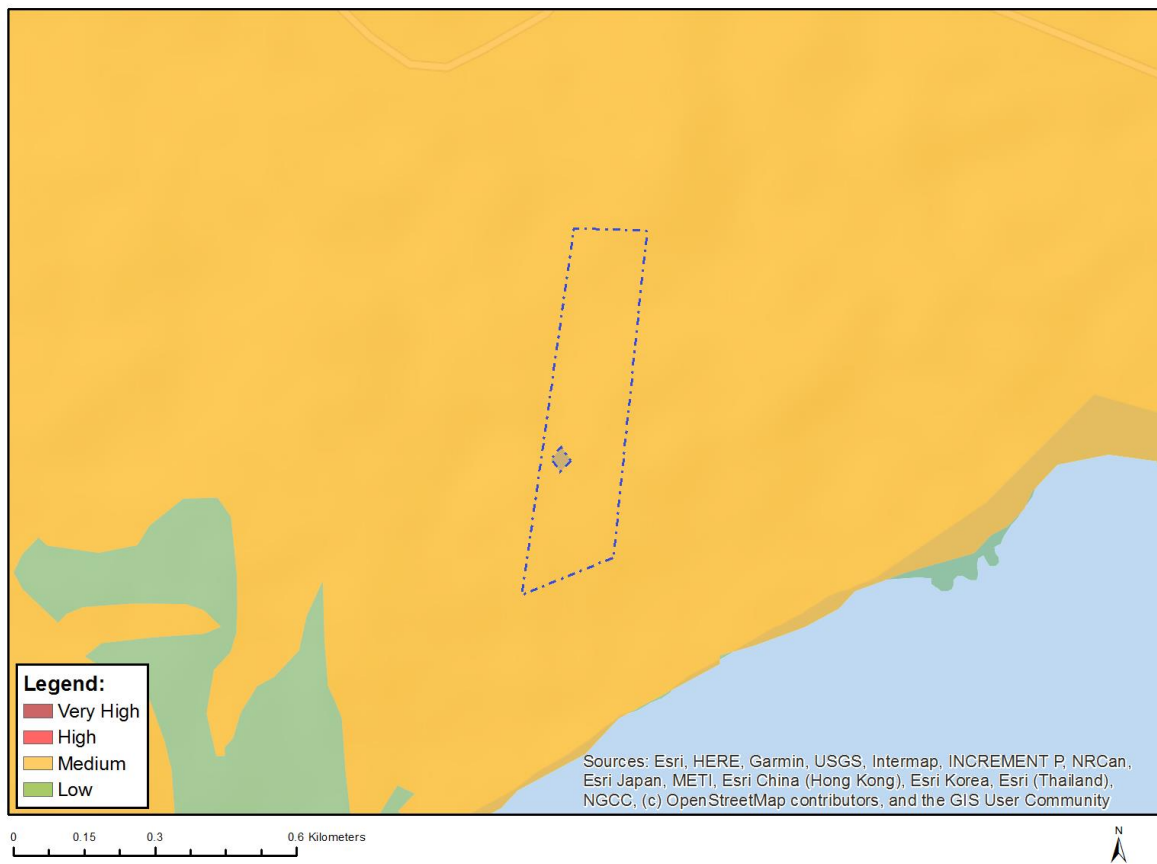 Legend:
Very High
High
Medium
Low
Sources: Esri, HERE, Garmin, USGS, Intermap, INCREMENT P, NRCan,
Esri Japan, METI, Esri China (Hong Kong), Esri Korea, Esri (Thailand),
NGCC, (c) OpenStreetMap contributors, and the GIS User Community
0 0.15 0.3 0.6 Kilometers
N